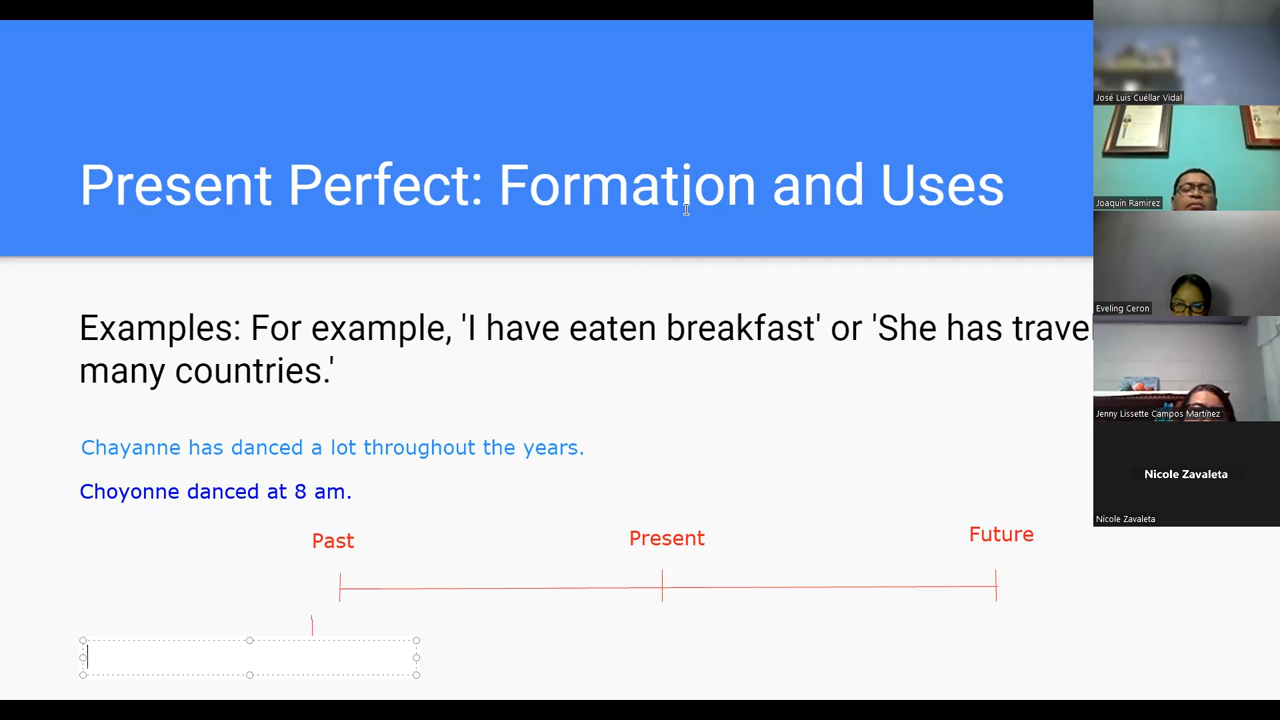 Present Perfect: Formation and Uses
Examples: For example, 'I have eaten breakfast' or 'She has travel
many countries.'
Chayanne has danced a lot throughout the years.
Choyonne danced at 8 am.
Past
Present
Future
José Luis Cuéllar Vidal
Joaquin Ramirez
Eveling Ceron
Jenny Lissette Campos Martínez
Nicole Zavaleta
Nicole Zavaleta